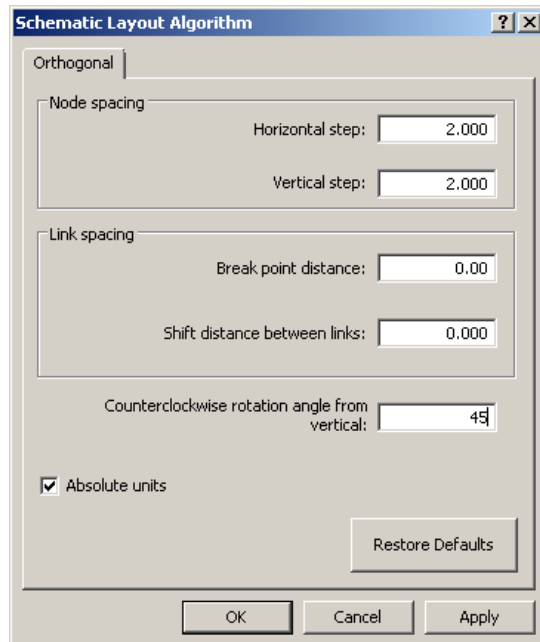 Schematic Layout Algorithm
Orthogonal
Node spacing
Horizontal step: 2.000
Vertical step: 2.000
Link spacing
Break point distance: 0.00
Shift distance between links: 0.000
Counterclockwise rotation angle from
vertical: 45
Absolute units
Restore Defaults
OK Cancel Apply